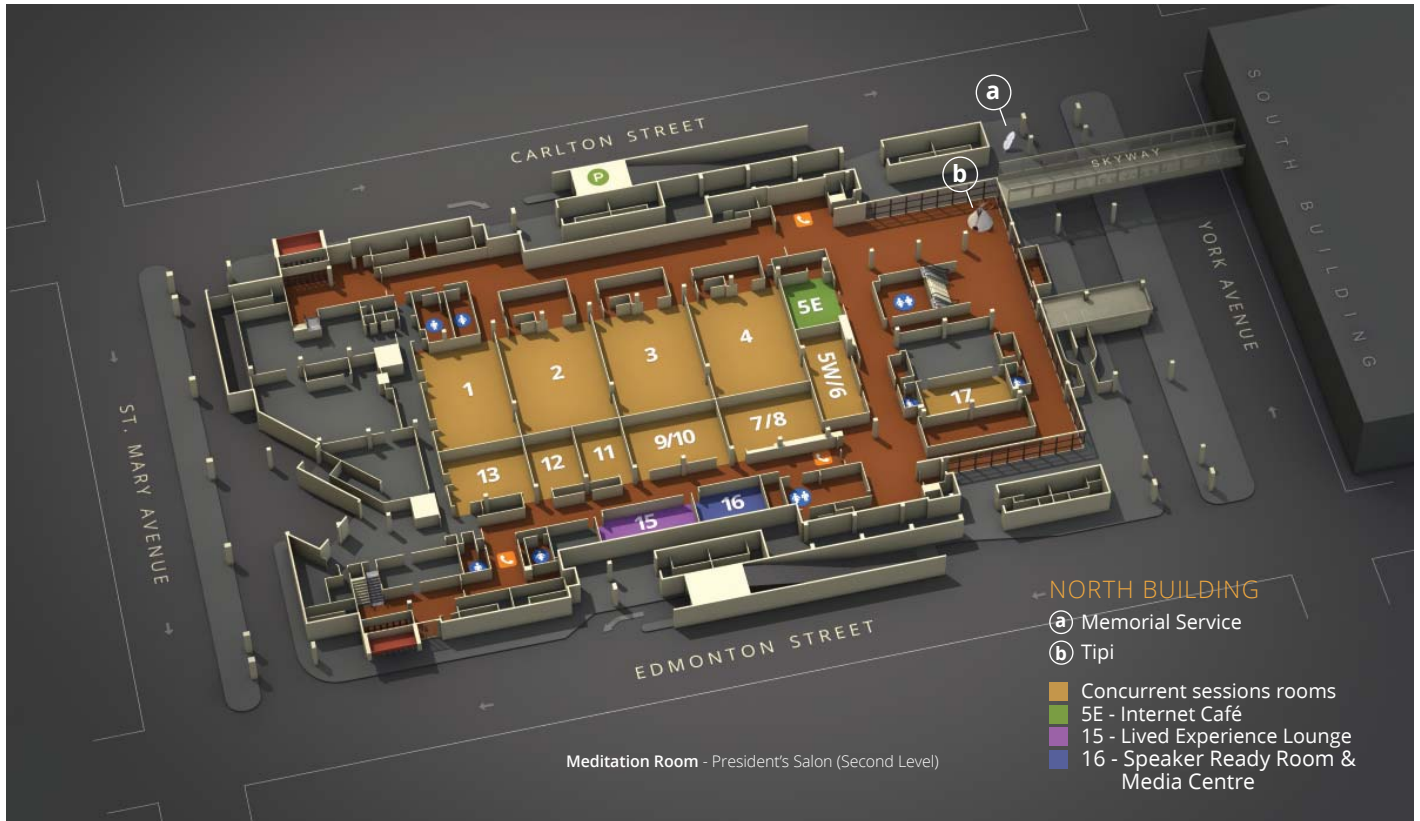 a
CARLTON STREET
SKYWAY
SOUTH BUILDING
b
P
YORK AVENUE
5E
4
3
5W/6
2
1
17
7/8
9/10
11
12
13
16
15
ST. MARY AVENUE
EDMONTON STREET
NORTH BUILDING
a Memorial Service
b Tipi
Concurrent sessions rooms
5E - Internet Café
15 - Lived Experience Lounge
16 - Speaker Ready Room &
Media Centre
Meditation Room - President's Salon (Second Level)